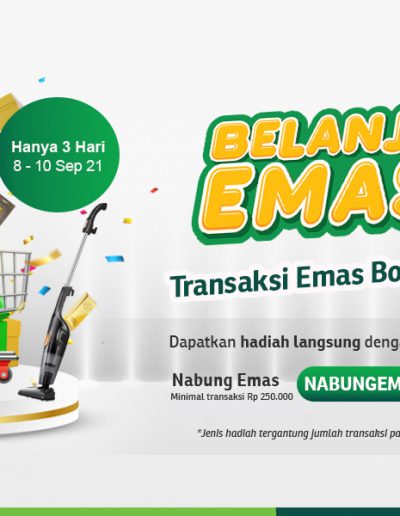 Hanya 3 Hari
8 - 10 Sep 21
BELANJ
EMAS
Transaksi Emas Bo
Dapatkan hadiah langsung denga
Nabung Emas
Minimal transaksi Rp 250.000
NABUNGEM
*Jenis hadiah tergantung jumlah transaksi pa